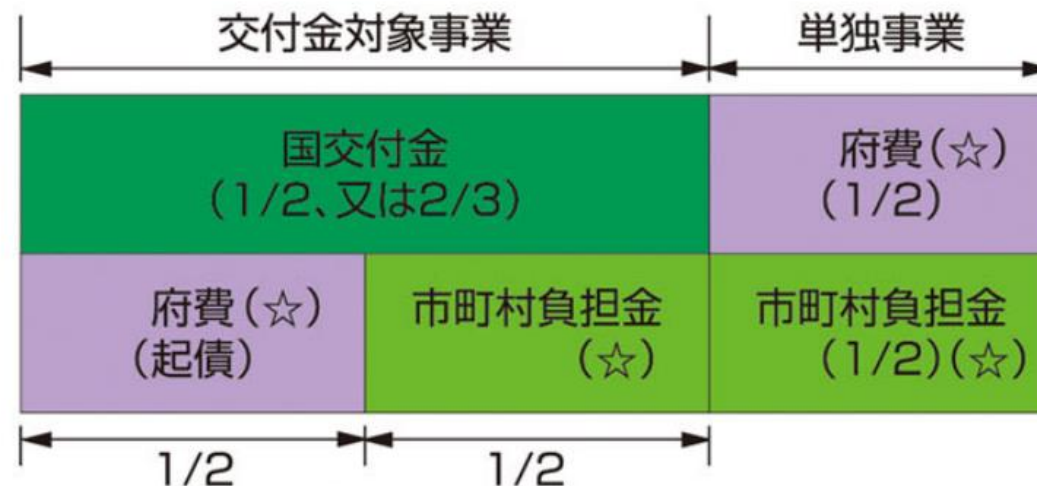 交付金対象事業
単独事業
国交付金
(1/2、又は2/3)
府費(☆)
(1/2)
府費(☆)
(起債)
市町村負担金
(☆)
市町村負担金
(1/2)(☆)
1/2
1/2